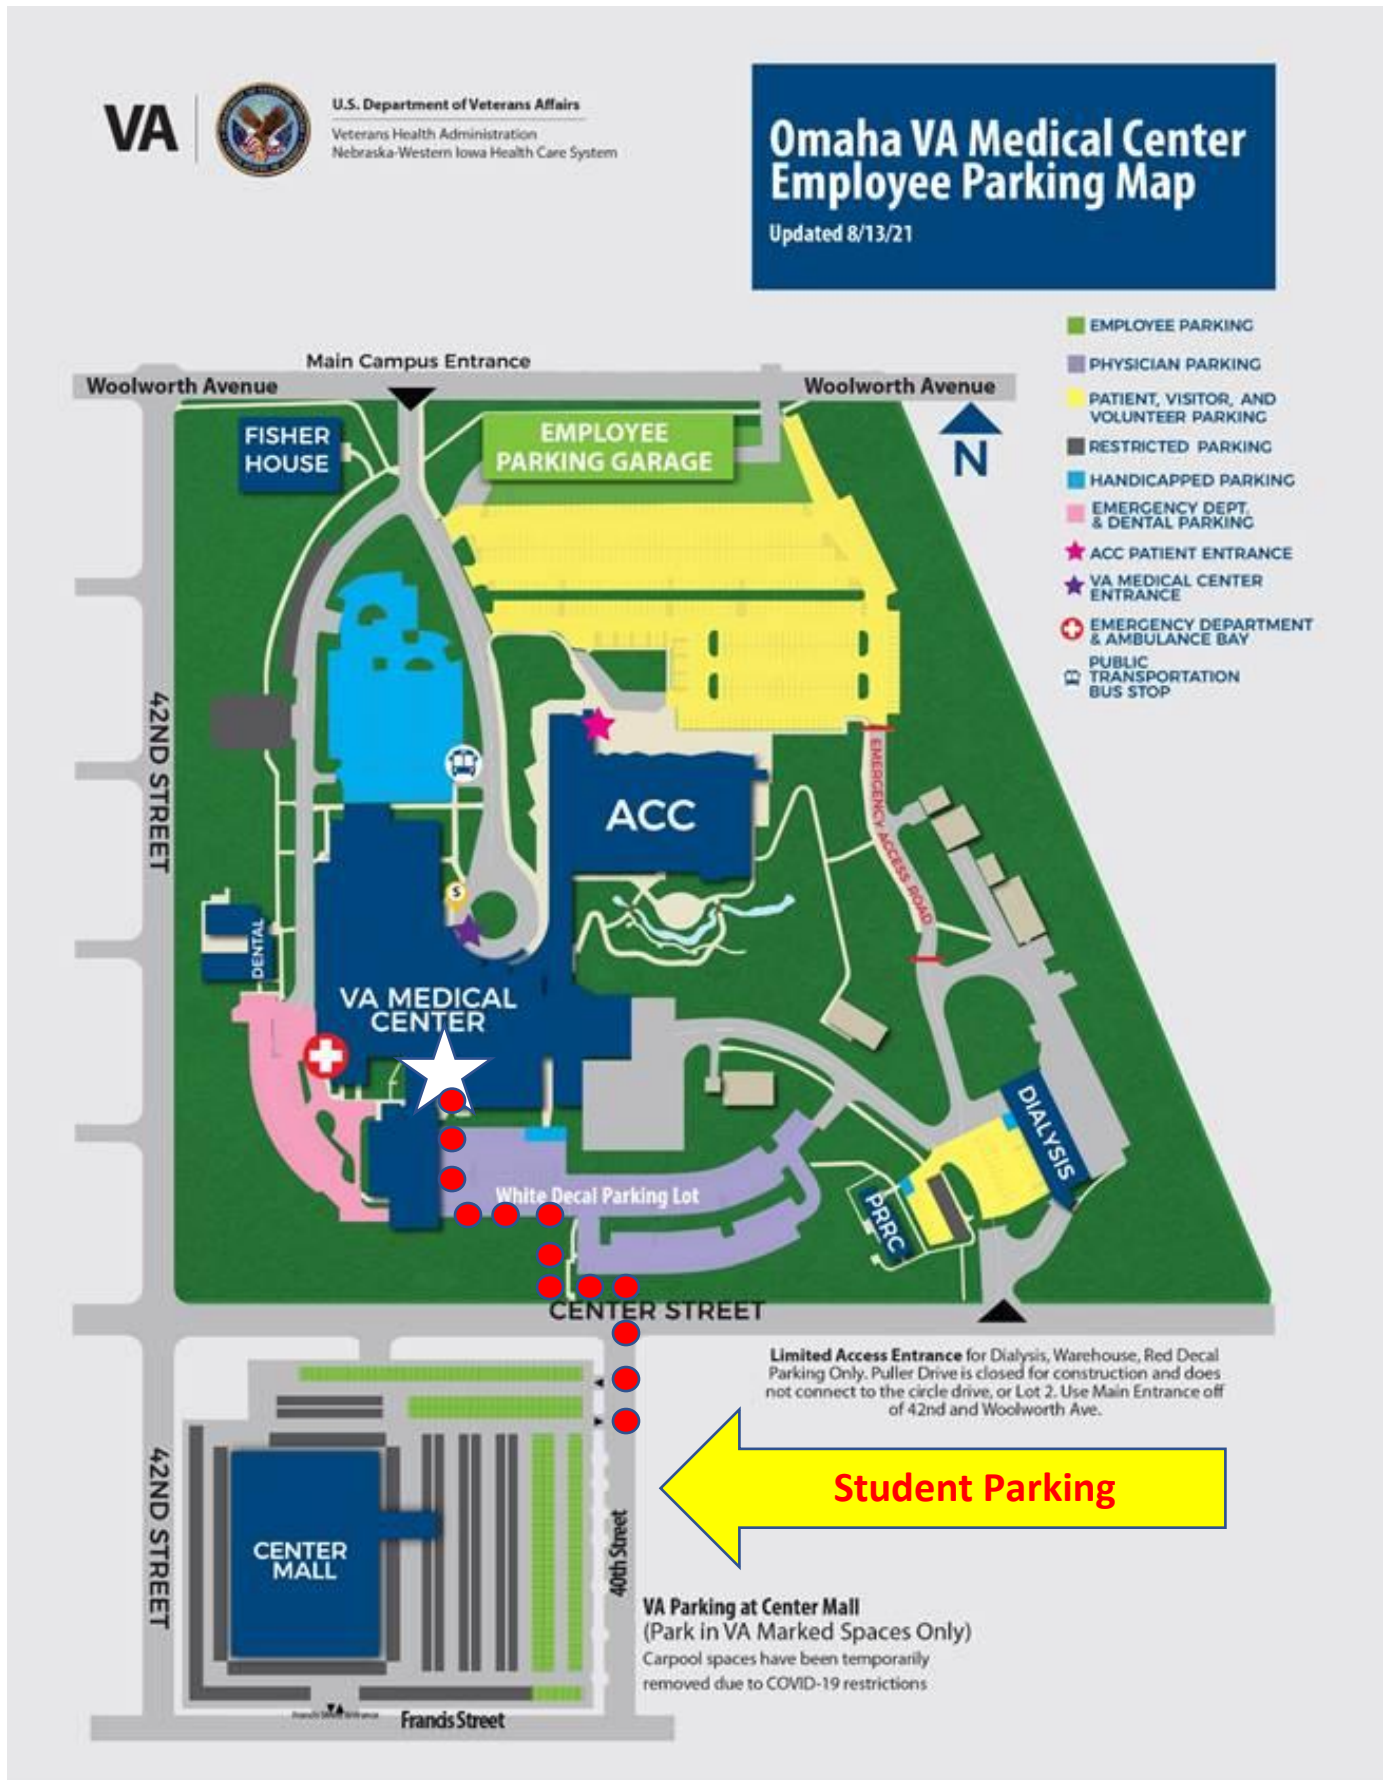 VA
U.S. Department of Veterans Affairs
Veterans Health Administration
Nebraska-Western Iowa Health Care System
Omaha VA Medical Center
Employee Parking Map
Updated 8/13/21
EMPLOYEE PARKING
PHYSICIAN PARKING
PATIENT, VISITOR, AND
VOLUNTEER PARKING
RESTRICTED PARKING
HANDICAPPED PARKING
EMERGENCY DEPT.
& DENTAL PARKING
ACC PATIENT ENTRANCE
VA MEDICAL CENTER
ENTRANCE
EMERGENCY DEPARTMENT
& AMBULANCE BAY
PUBLIC
TRANSPORTATION
BUS STOP
Main Campus Entrance
Woolworth Avenue
Woolworth Avenue
N
FISHER
HOUSE
EMPLOYEE
PARKING GARAGE
42ND STREET
ACC
EMERGENCY ACCESS ROAD
S
DENTAL
VA MEDICAL
CENTER
DIALYSIS
White Decal Parking Lot
PRRC
CENTER STREET
Limited Access Entrance for Dialysis, Warehouse, Red Decal
Parking Only. Puller Drive is closed for construction and does
not connect to the circle drive, or Lot 2. Use Main Entrance off
of 42nd and Woolworth Ave.
Student Parking
42ND STREET
CENTER
MALL
40th Street
VA Parking at Center Mall
(Park in VA Marked Spaces Only)
Carpool spaces have been temporarily
removed due to COVID-19 restrictions
Francis Street